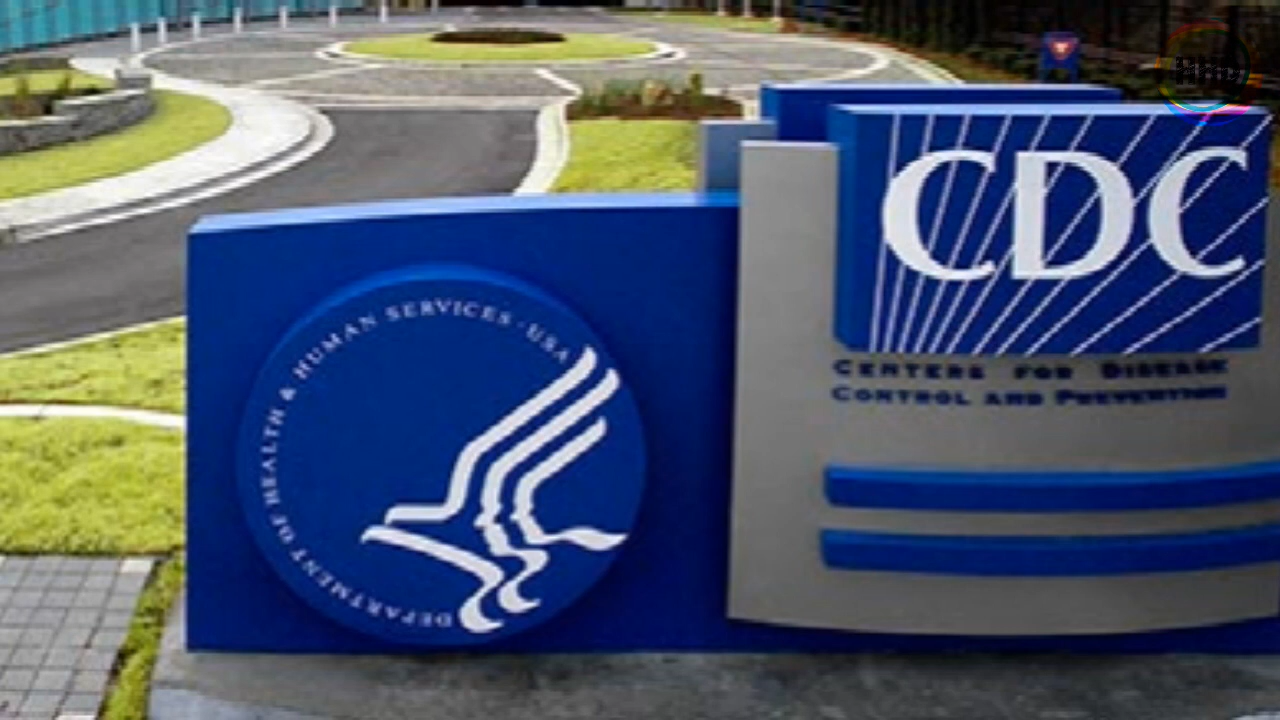 DEPARTMENT OF HEALTH & HUMAN SERVICES · USA
CDC
CENTERS FOR DISEASE
CONTROL AND PREVENTION